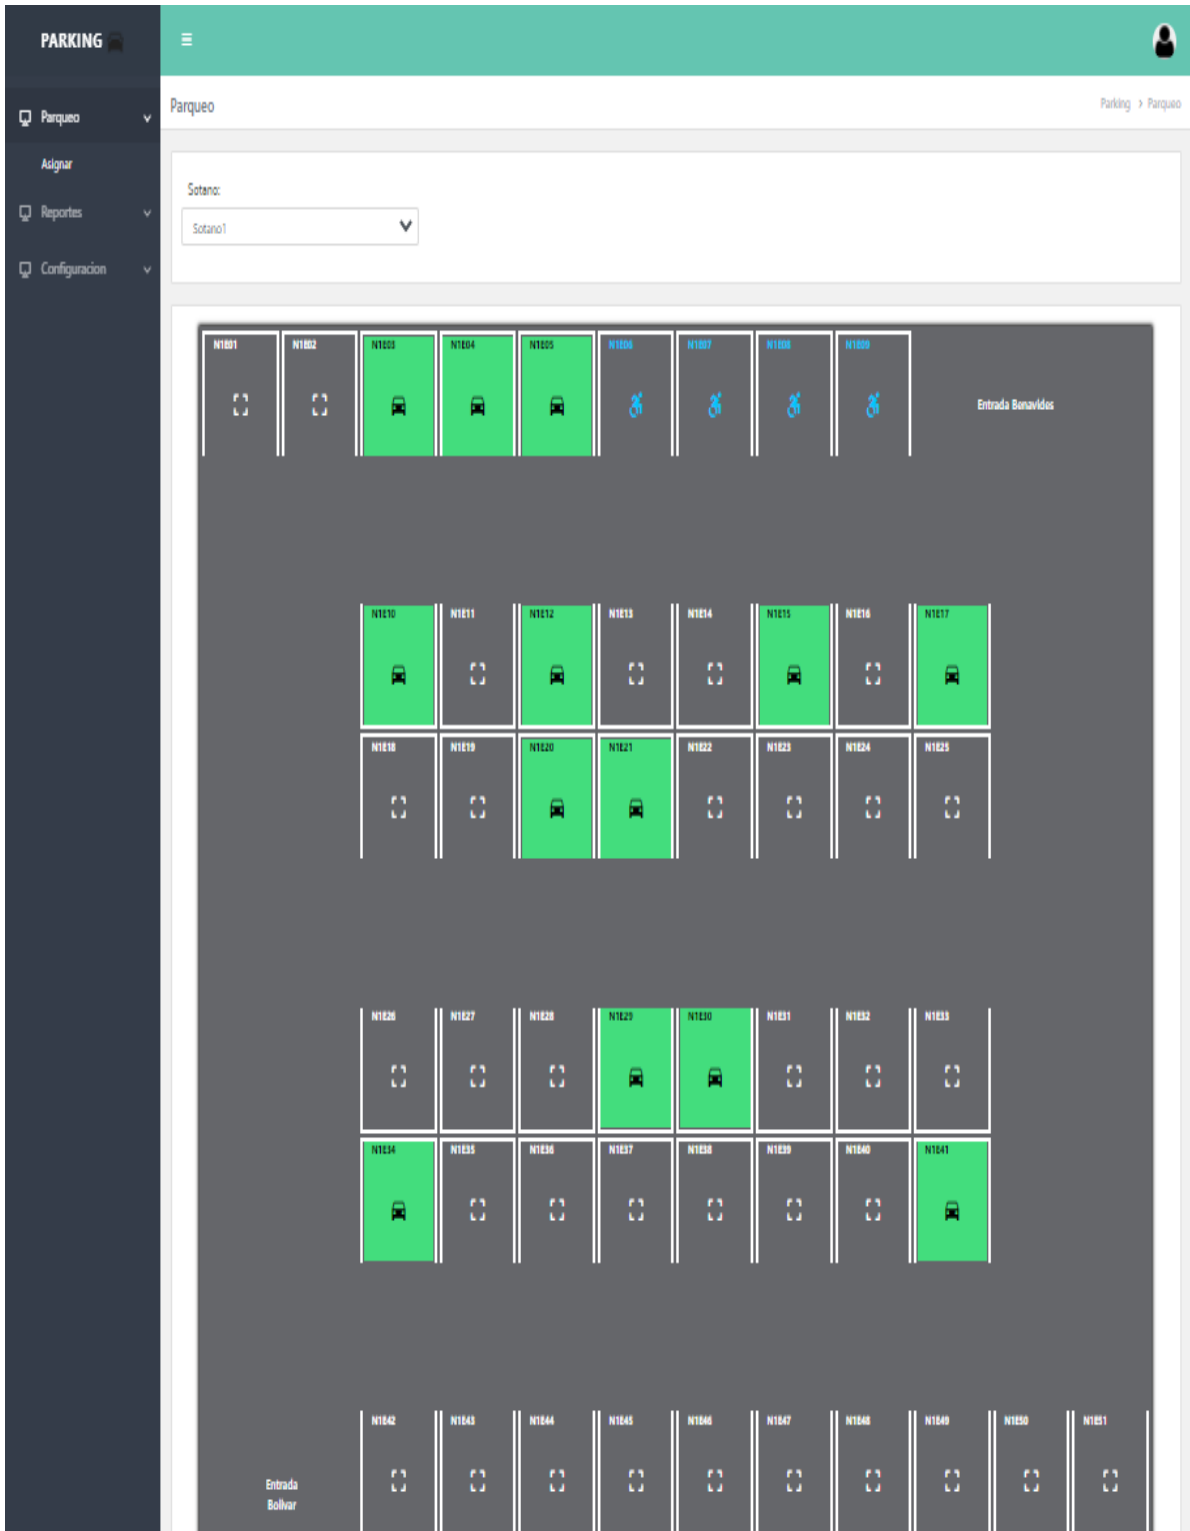 PARKING
Parqueo
Asignar
Reportes
Configuracion
Parqueo
Parking > Parqueo
Sotano:
Sotano1
N1E01 N1E02 N1E03 N1E04 N1E05 N1E06 N1E07 N1E08 N1E09
Entrada Benavides
N1E10 N1E11 N1E12 N1E13 N1E14 N1E15 N1E16 N1E17
N1E18 N1E19 N1E20 N1E21 N1E22 N1E23 N1E24 N1E25
N1E26 N1E27 N1E28 N1E29 N1E30 N1E31 N1E32 N1E33
N1E34 N1E35 N1E36 N1E37 N1E38 N1E39 N1E40 N1E41
N1E42 N1E43 N1E44 N1E45 N1E46 N1E47 N1E48 N1E49 N1E50 N1E51
Entrada
Bolivar